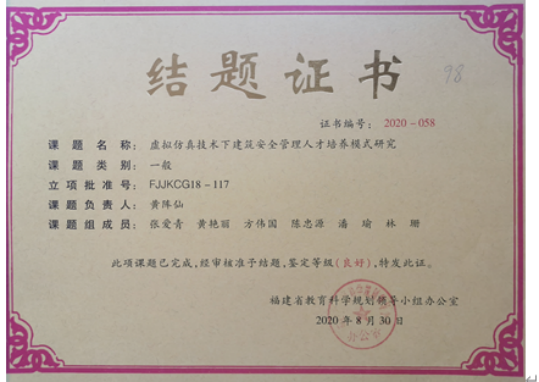 结题证书
98
证书编号： 2020-058
课题名称： 虚拟仿真技术下建筑安全管理人才培养模式研究
课题类别： 一般
立项批准号： FJJKCG18-117
课题负责人： 黄阵仙
课题组成员： 张爱青 黄艳丽 方伟国 陈忠源 潘瑜 林珊
此项课题已完成，经审核准予结题，鉴定等级（良好），特发此证。
福建省教育科学规划领导小组办公室
2020年8月30日